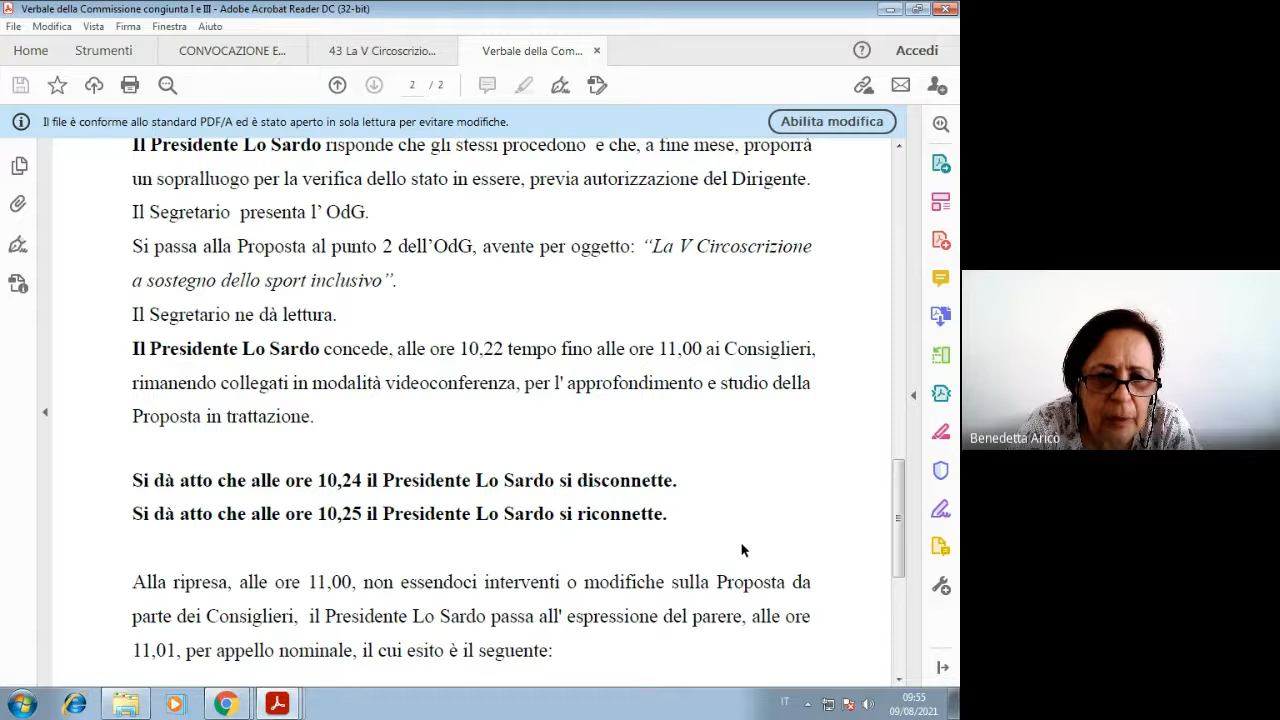 Verbale della Commissione congiunta I e III - Adobe Acrobat Reader DC (32-bit)
File Modifica Vista Firma Finestra Aiuto
Home Strumenti CONVOCAZIONE E... 43 La V Circoscrizio... Verbale della Com... × Accedi
2 / 2
Il file è conforme allo standard PDF/A ed è stato aperto in sola lettura per evitare modifiche. Abilita modifica
Il Presidente Lo Sardo risponde che gli stessi procedono e che, a fine mese, proporrà
un sopralluogo per la verifica dello stato in essere, previa autorizzazione del Dirigente.
Il Segretario presenta l' OdG.
Si passa alla Proposta al punto 2 dell'OdG, avente per oggetto: “La V Circoscrizione
a sostegno dello sport inclusivo”.
Il Segretario ne dà lettura.
Il Presidente Lo Sardo concede, alle ore 10,22 tempo fino alle ore 11,00 ai Consiglieri,
rimanendo collegati in modalità videoconferenza, per l' approfondimento e studio della
Proposta in trattazione.
Si dà atto che alle ore 10,24 il Presidente Lo Sardo si disconnette.
Si dà atto che alle ore 10,25 il Presidente Lo Sardo si riconnette.
Alla ripresa, alle ore 11,00, non essendoci interventi o modifiche sulla Proposta da
parte dei Consiglieri, il Presidente Lo Sardo passa all' espressione del parere, alle ore
11,01, per appello nominale, il cui esito è il seguente:
Benedetta Arico
IT
09:55
09/08/2021